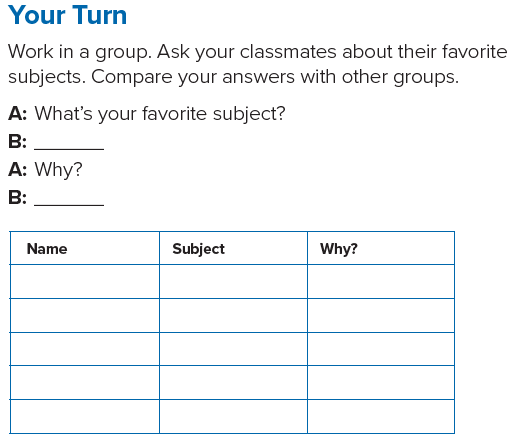 Your Turn
Work in a group. Ask your classmates about their favorite
subjects. Compare your answers with other groups.
A: What’s your favorite subject?
B: ________
A: Why?
B: ________
Name Subject Why?